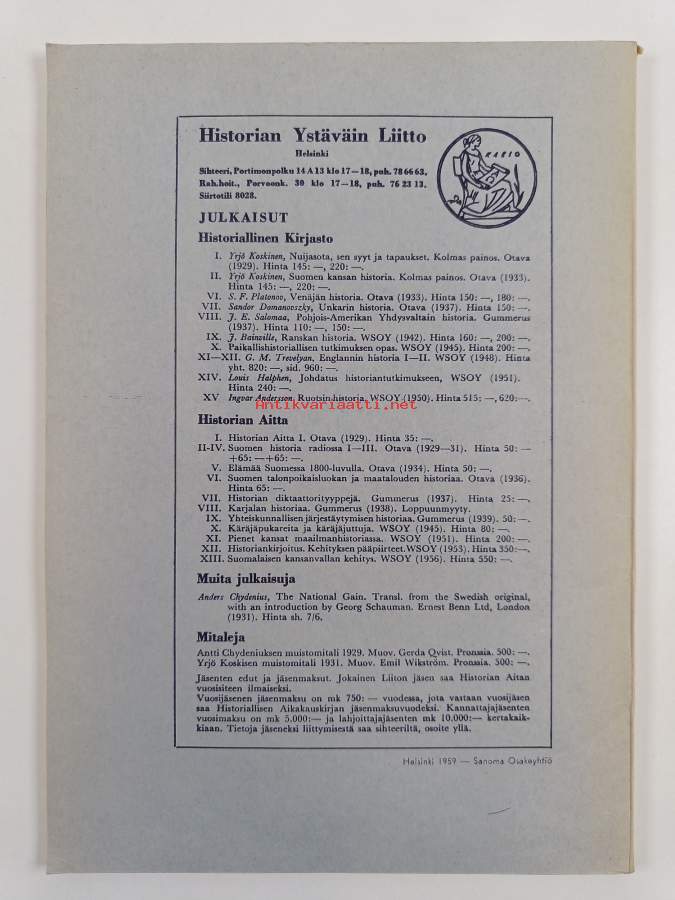 Historian Ystäväin Liitto
Helsinki
Sihteeri, Portimonpolku 14 A 13 klo 17—18, puh. 78 66 63,
Rah.hoit., Porvoonk. 30 klo 17—18, puh. 76 23 13.
Siirtotili 8028.
JULKAISUT
Historiallinen Kirjasto
I. Yrjö Koskinen, Nuijasota, sen syyt ja tapaukset. Kolmas painos. Otava
(1929). Hinta 145: —, 220: —.
II. Yrjö Koskinen, Suomen kansan historia. Kolmas painos. Otava (1933).
Hinta 145: —, 220: —.
VI. S. F. Platonov, Venäjän historia. Otava (1933). Hinta 150: —, 180: —.
VII. Sandor Domanovszky, Unkarin historia. Otava (1937). Hinta 150: —.
VIII. J. E. Salomaa, Pohjois-Amerikan Yhdysvaltain historia. Gummerus
(1937). Hinta 110: —, 150: —.
IX. J. Bainville, Ranskan historia. WSOY (1942). Hinta 160: —, 200: —.
X. Paikallishistoriallisen tutkimuksen opas. WSOY (1945). Hinta 200: —.
XI—XII. G. M. Trevelyan, Englannin historia I—II. WSOY (1948). Hinta
yht. 820: —, sid. 960: —.
XIV. Louis Halphen, Johdatus historiantutkimukseen, WSOY (1951).
Hinta 240: —.
XV Ingvar Andersson, Ruotsin historia, WSOY (1950). Hinta 515: —, 620:—.
Antikvariaatti.net
Historian Aitta
I. Historian Aitta I. Otava (1929). Hinta 35: —.
II-IV. Suomen historia radiossa I—III. Otava (1929—31). Hinta 50: —
+65: —+65: —.
V. Elämää Suomessa 1800-luvulla. Otava (1934). Hinta 50: —.
VI. Suomen talonpoikaisluokan ja maatalouden historiaa. Otava (1936).
Hinta 65: —.
VII. Historian diktaattorityyppejä. Gummerus (1937). Hinta 25: —.
VIII. Karjalan historiaa. Gummerus (1938). Loppuunmyyty.
IX. Yhteiskunnallisen järjestäytymisen historiaa. Gummerus (1939). 50: —.
X. Käräjäpukareita ja käräjäjuttuja. WSOY (1945). Hinta 80: —.
XI. Pienet kansat maailmanhistoriassa. WSOY (1951). Hinta 200: —.
XII. Historiankirjoitus. Kehityksen pääpiirteet. WSOY (1953). Hinta 350:—.
XIII. Suomalaisen kansanvallan kehitys. WSOY (1956). Hinta 550: —.
Muita julkaisuja
Anders Chydenius, The National Gain. Transl. from the Swedish original,
with an introduction by Georg Schauman. Ernest Benn Ltd, London
(1931). Hinta sh. 7/6.
Mitaleja
Antti Chydeniuksen muistomitali 1929. Muov. Gerda Qvist. Pronssia. 500: —.
Yrjö Koskisen muistomitali 1931. Muov. Emil Wikström. Pronssia. 500: —.
Jäsenten edut ja jäsenmaksut. Jokainen Liiton jäsen saa Historian Aitan
vuosisiteen ilmaiseksi.
Vuosijäsenen jäsenmaksu on mk 750: — vuodessa, jota vastaan vuosijäsen
saa Historiallisen Aikakauskirjan jäsenmaksuvuodeksi. Kannattajajäsenten
vuosimaksu on mk 5.000:— ja lahjoittajajäsenten mk 10.000:— kertakaik-
kiaan. Tietoja jäseneksi liittymisestä saa sihteeriltä, osoite yllä.
Helsinki 1959 — Sanoma Osakeyhtiö